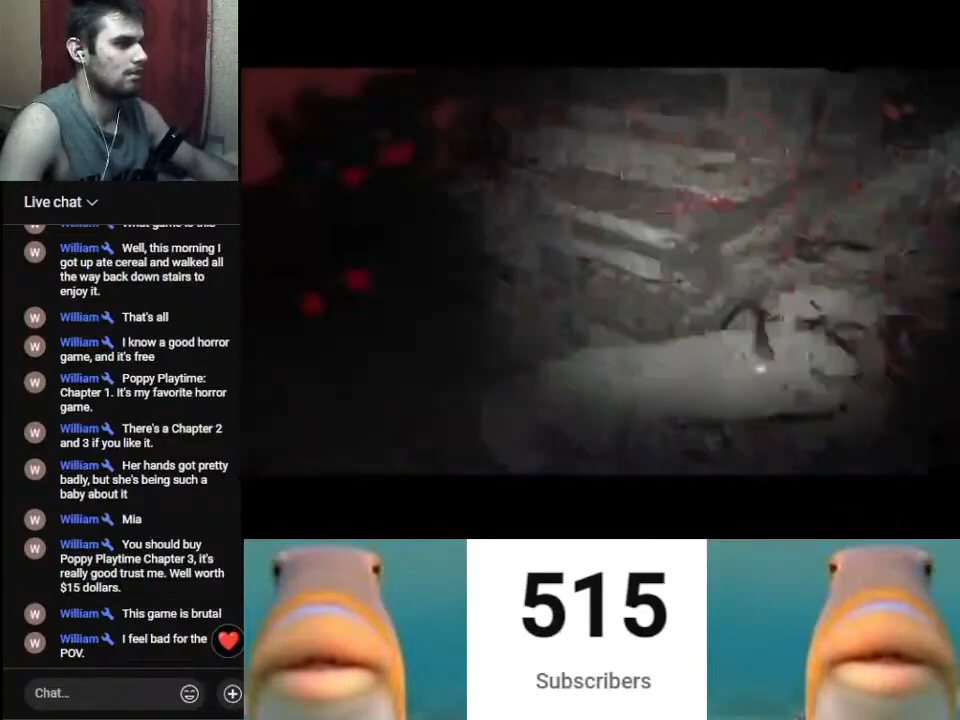 Live chat
W William What game is this
W William Well, this morning I
got up ate cereal and walked all
the way back down stairs to
enjoy it.
W William That's all
W William I know a good horror
game, and it's free
W William Poppy Playtime:
Chapter 1. It's my favorite horror
game.
W William There's a Chapter 2
and 3 if you like it.
W William Her hands got pretty
badly, but she's being such a
baby about it
W William Mia
W William You should buy
Poppy Playtime Chapter 3, it's
really good trust me. Well worth
$15 dollars.
W William This game is brutal
W William I feel bad for the
POV.
Chat...
515
Subscribers